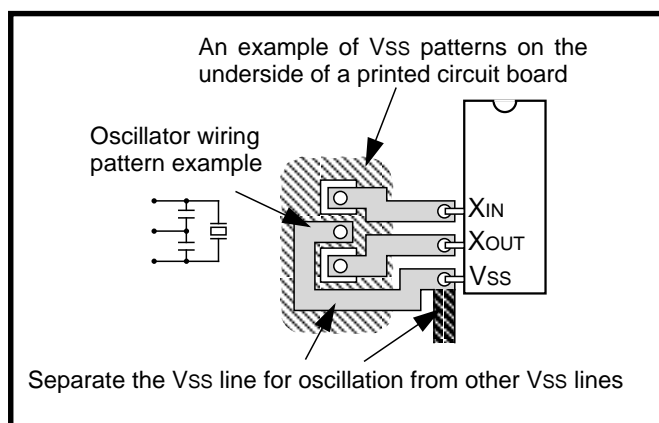 An example of VSS patterns on the
underside of a printed circuit board
Oscillator wiring
pattern example
XIN
XOUT
VSS
Separate the VSS line for oscillation from other VSS lines